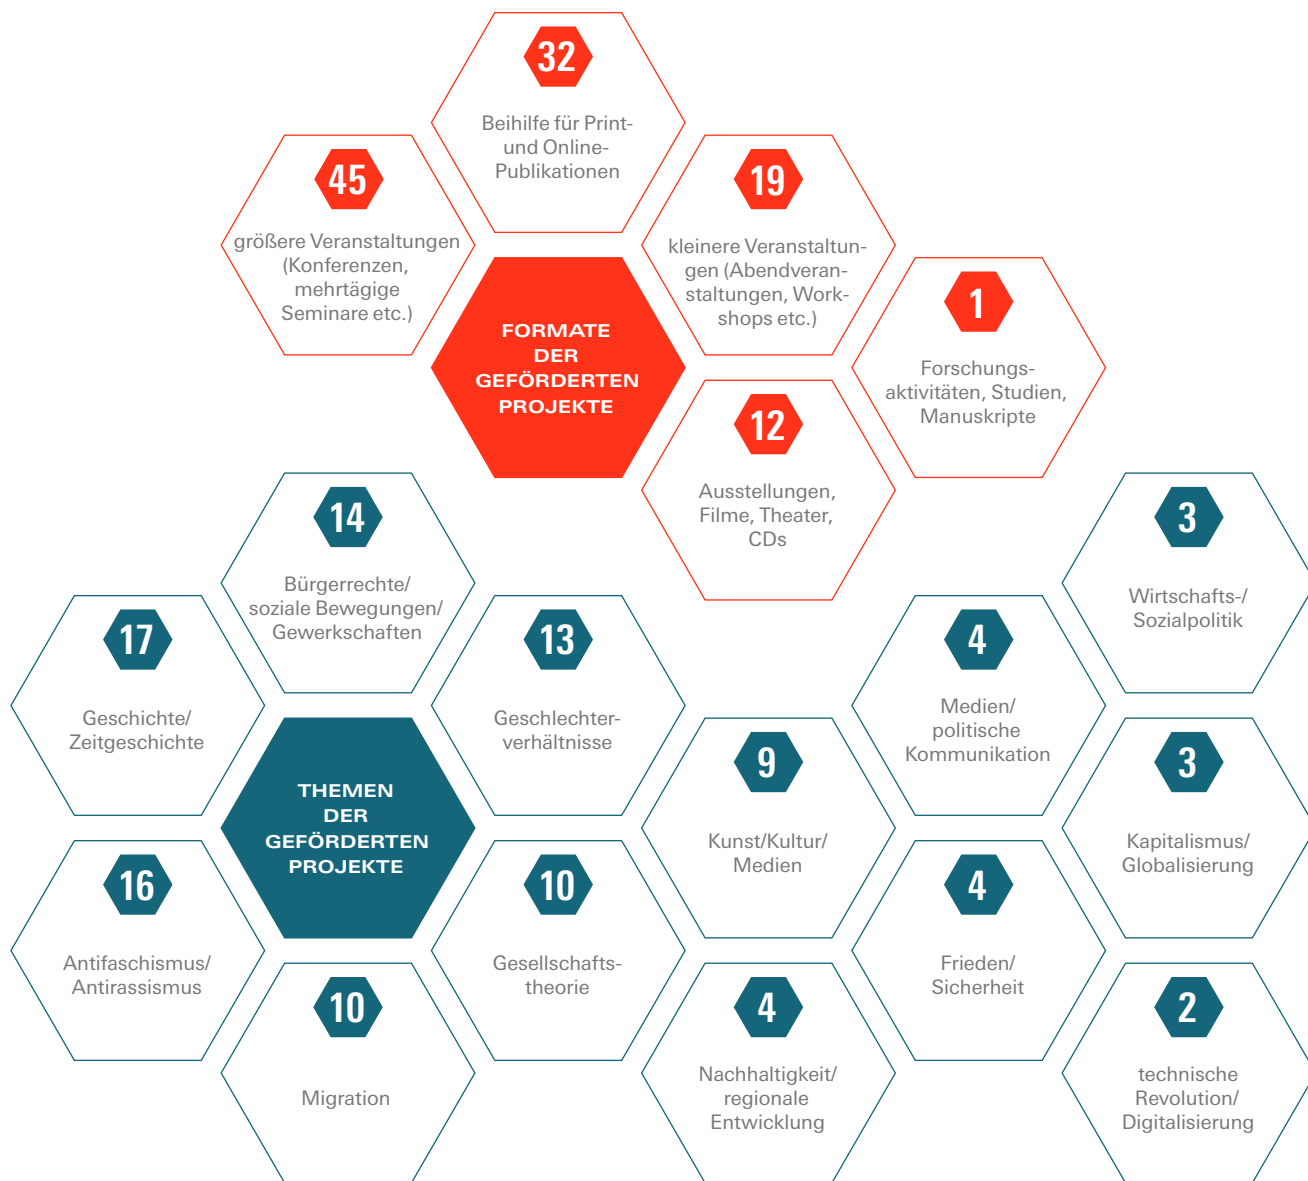 32
Beihilfe für Print-
und Online-
Publikationen
45
größere Veranstaltungen
(Konferenzen,
mehrtägige
Seminare etc.)
19
kleinere Veranstaltun-
gen (Abendveran-
staltungen, Work-
shops etc.)
FORMATE
DER
GEFÖRDERTEN
PROJEKTE
1
Forschungs-
aktivitäten, Studien,
Manuskripte
12
Ausstellungen,
Filme, Theater,
CDs
14
Bürgerrechte/
soziale Bewegungen/
Gewerkschaften
3
Wirtschafts-/
Sozialpolitik
17
Geschichte/
Zeitgeschichte
13
Geschlechter-
verhältnisse
4
Medien/
politische
Kommunikation
THEMEN
DER
GEFÖRDERTEN
PROJEKTE
9
Kunst/Kultur/
Medien
3
Kapitalismus/
Globalisierung
16
Antifaschismus/
Antirassismus
10
Gesellschafts-
theorie
4
Frieden/
Sicherheit
10
Migration
4
Nachhaltigkeit/
regionale
Entwicklung
2
technische
Revolution/
Digitalisierung